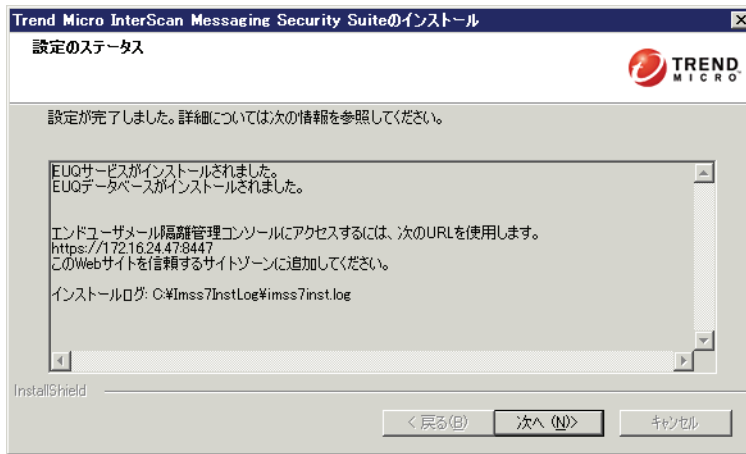 Trend Micro InterScan Messaging Security Suiteのインストール
設定のステータス
TREND
MICRO
設定が完了しました。詳細については次の情報を参照してください。
EUQサービスがインストールされました。
EUQデータベースがインストールされました。
エンドユーザメール隔離管理コンソールにアクセスするには、次のURLを使用します。
https://172.16.24.47:8447
このWebサイトを信頼するサイトゾーンに追加してください。
インストールログ: C:¥Imss7InstLog¥imss7inst.log
InstallShield
< 戻る(B)
次へ (N)>
キャンセル